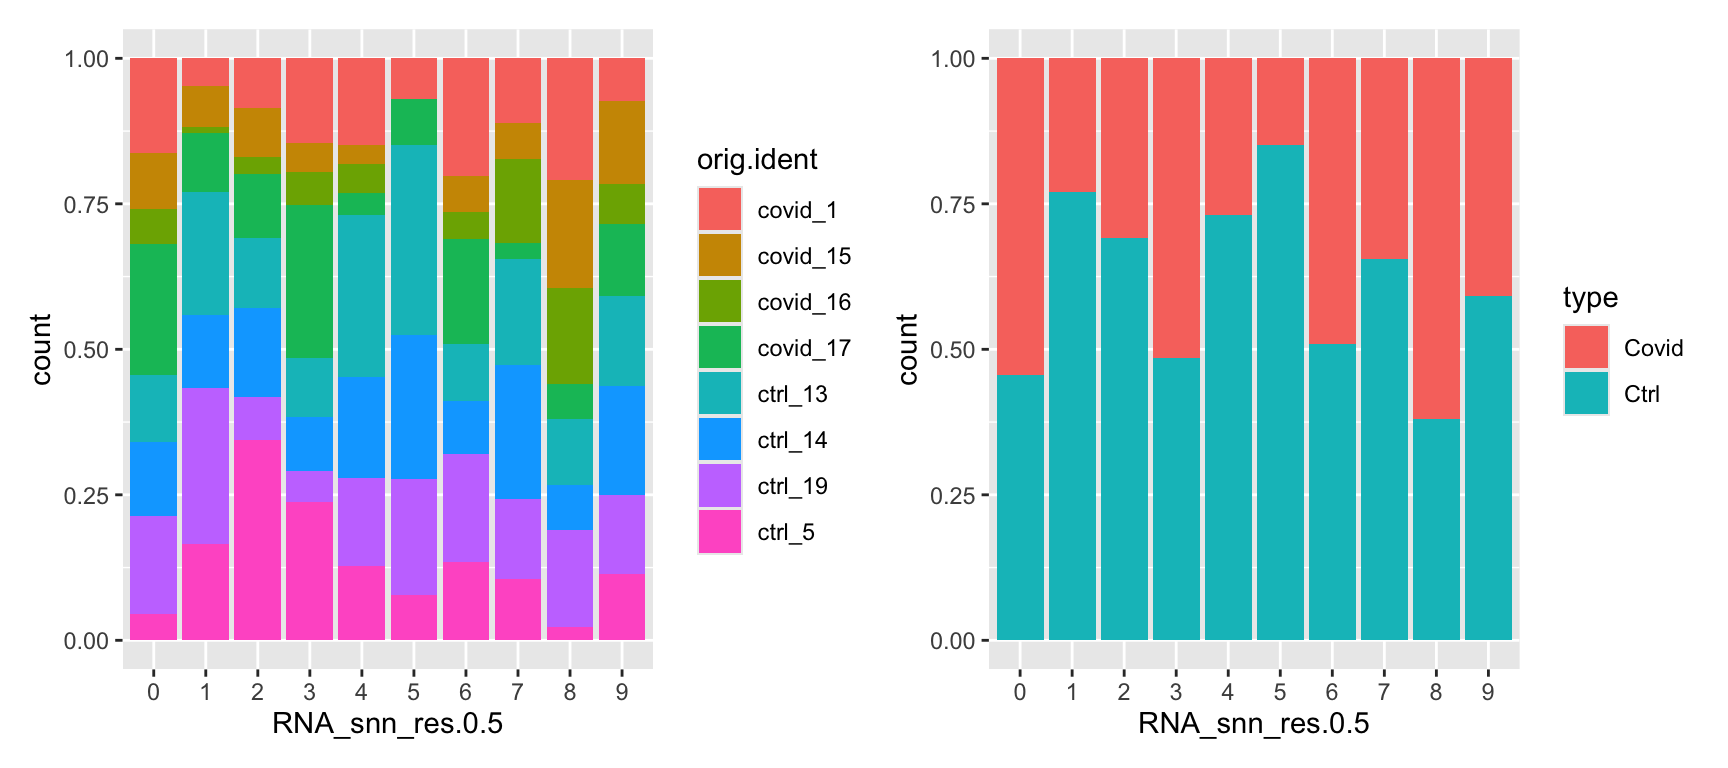 1.00
0.75
0.50
0.25
0.00
count
0 1 2 3 4 5 6 7 8 9
RNA_snn_res.0.5
orig.ident
covid_1
covid_15
covid_16
covid_17
ctrl_13
ctrl_14
ctrl_19
ctrl_5
1.00
0.75
0.50
0.25
0.00
count
0 1 2 3 4 5 6 7 8 9
RNA_snn_res.0.5
type
Covid
Ctrl